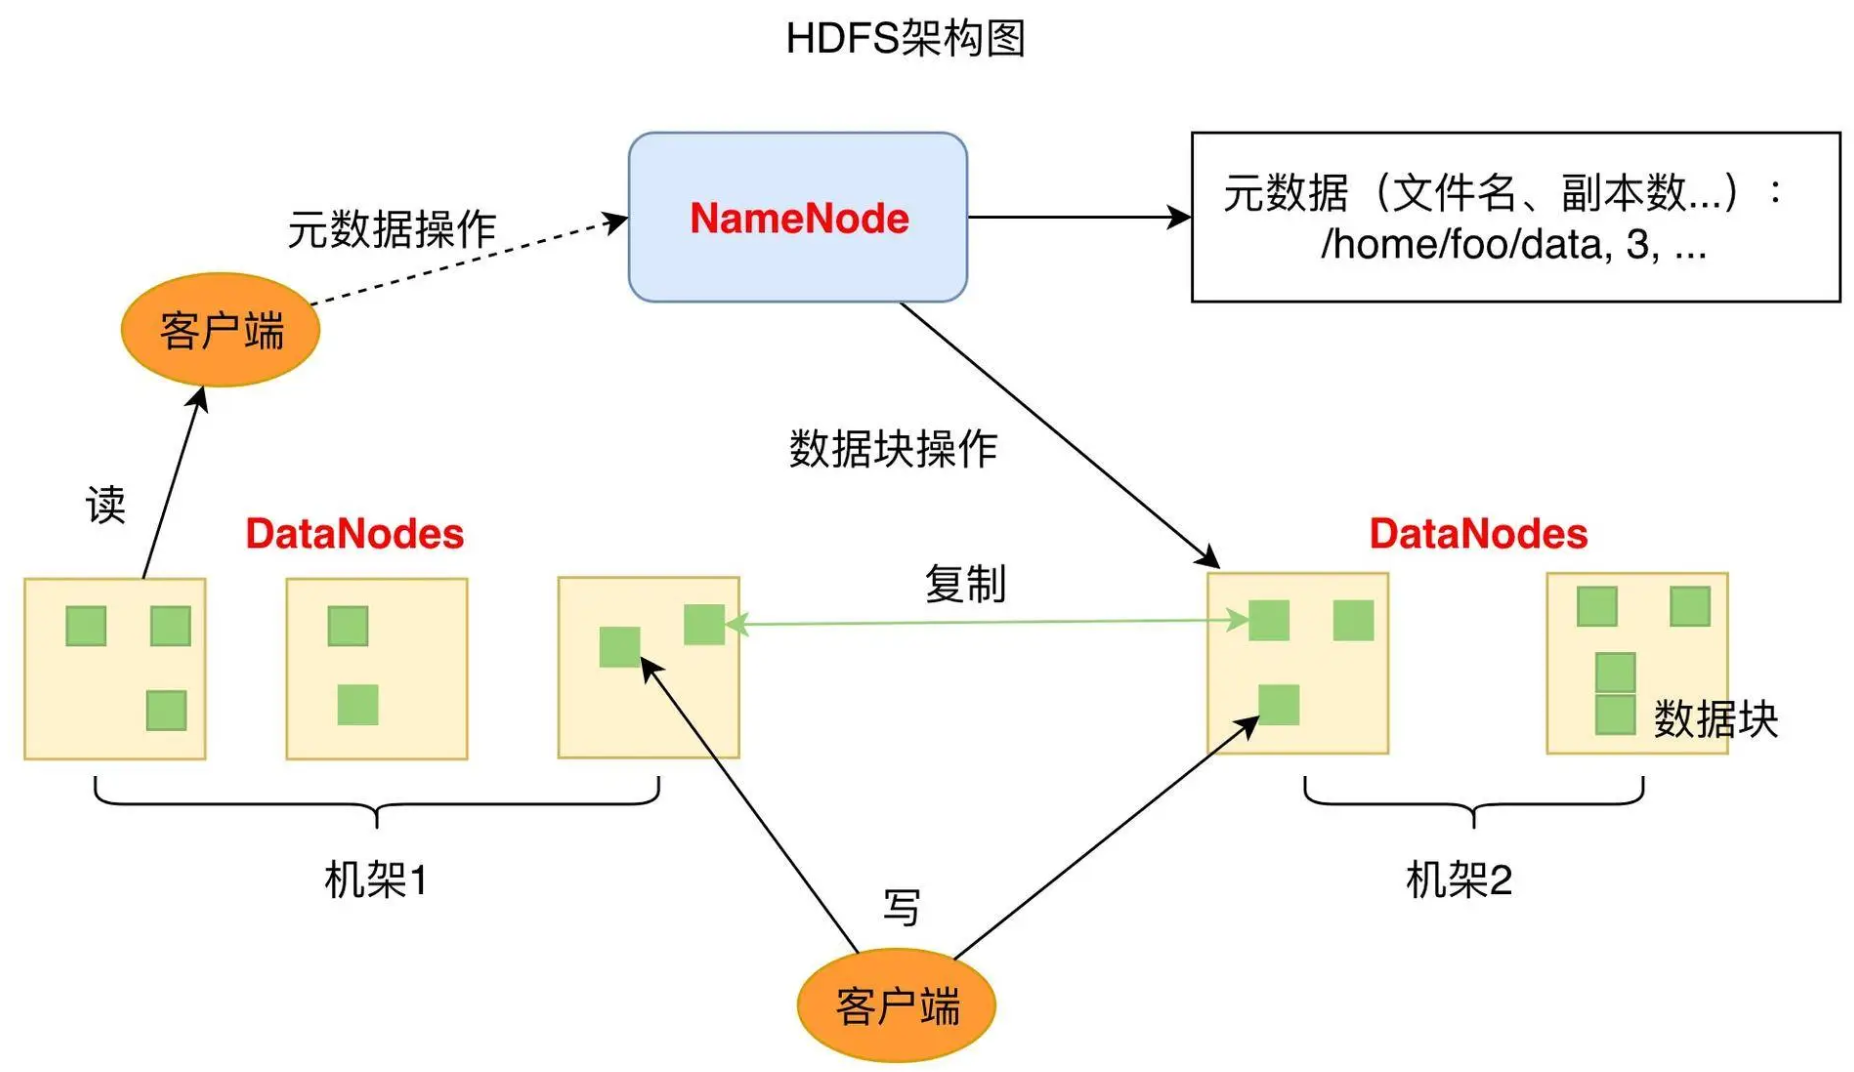 HDFS架构图
NameNode
元数据（文件名、副本数...）：
/home/foo/data, 3, ...
元数据操作
客户端
数据块操作
读
DataNodes
DataNodes
复制
数据块
机架1
机架2
写
客户端